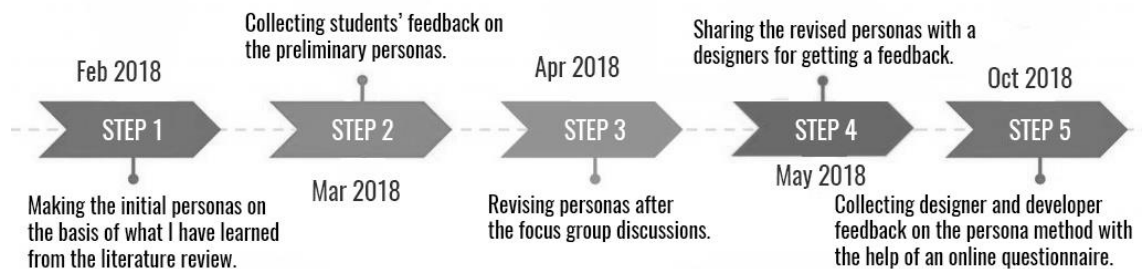 Feb 2018
STEP 1
Making the initial personas on
the basis of what I have learned
from the literature review.
Collecting students' feedback on
the preliminary personas.
STEP 2
Mar 2018
Apr 2018
STEP 3
Revising personas after
the focus group discussions.
Sharing the revised personas with a
designers for getting a feedback.
STEP 4
May 2018
Oct 2018
STEP 5
Collecting designer and developer
feedback on the persona method with
the help of an online questionnaire.